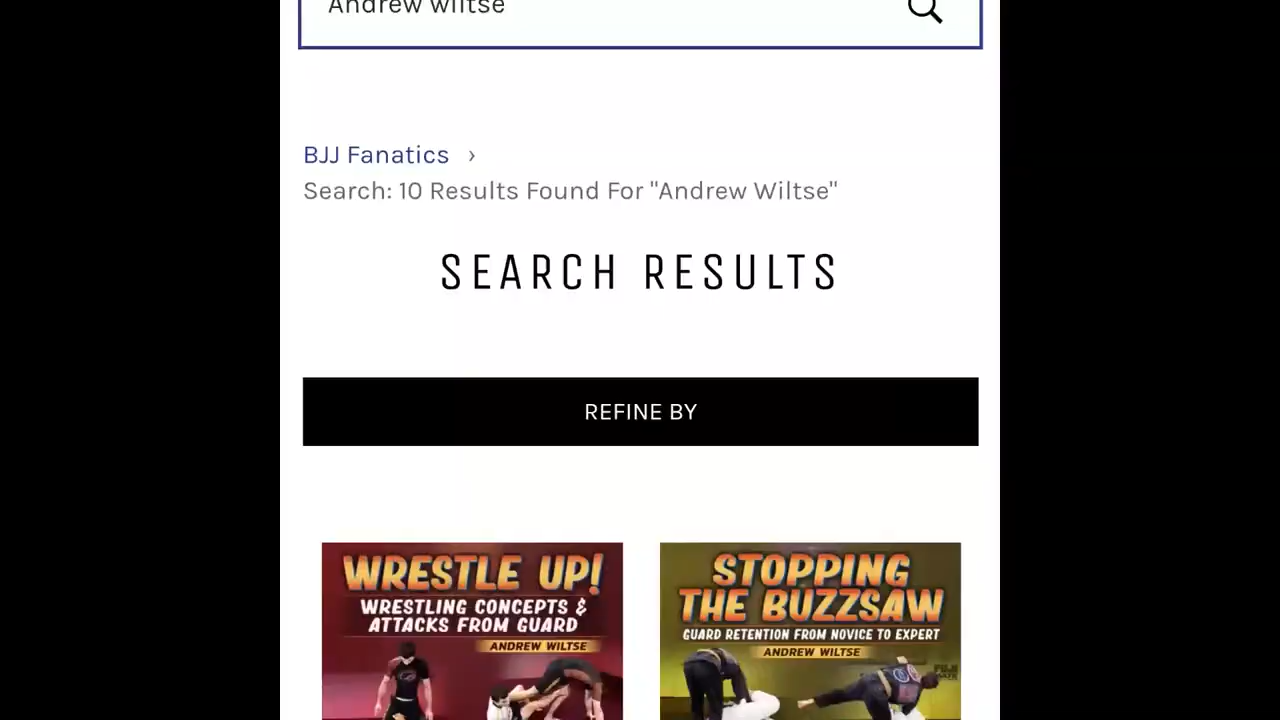 Andrew wiltse
BJJ Fanatics ›
Search: 10 Results Found For "Andrew Wiltse"
SEARCH RESULTS
REFINE BY
WRESTLE UP!
WRESTLING CONCEPTS &
ATTACKS FROM GUARD
ANDREW WILTSE
STOPPING
THE BUZZSAW
GUARD RETENTION FROM NOVICE TO EXPERT
ANDREW WILTSE